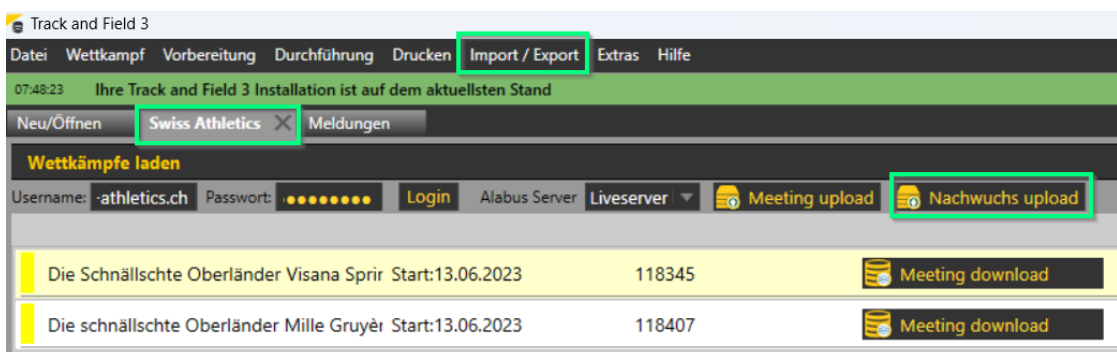 Track and Field 3
Datei Wettkampf Vorbereitung Durchführung Drucken Import / Export Extras Hilfe
07:48:23 Ihre Track and Field 3 Installation ist auf dem aktuellsten Stand
Neu/Öffnen Swiss Athletics Meldungen
Wettkämpfe laden
Username: -athletics.ch Passwort: Login Alabus Server Liveserver Meeting upload Nachwuchs upload
Die Schnällschte Oberländer Visana Sprin Start:13.06.2023 118345 Meeting download
Die schnällschte Oberländer Mille Gruyèr Start:13.06.2023 118407 Meeting download